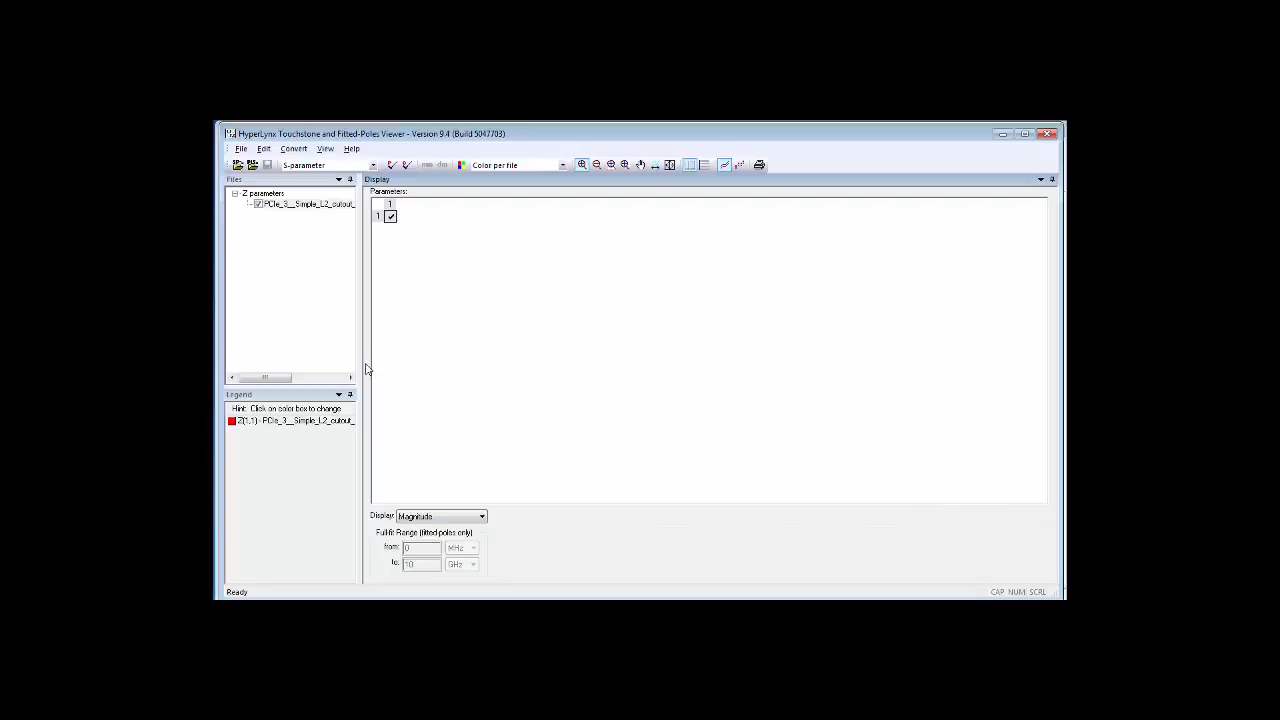 HyperLynx Touchstone and Fitted-Poles Viewer - Version 9.4 (Build 5047703)
File Edit Convert View Help
S-parameter Color per file
Files
Z parameters
PCIe_3__Simple_L2_cutout_
Legend
Hint: Click on color box to change
Z(1,1) - PCIe_3__Simple_L2_cutout_
Display
Parameters:
1
1
Display: Magnitude
Full-fit Range (fitted-poles only)
from: 0 MHz
to: 10 GHz
Ready CAP NUM SCRL